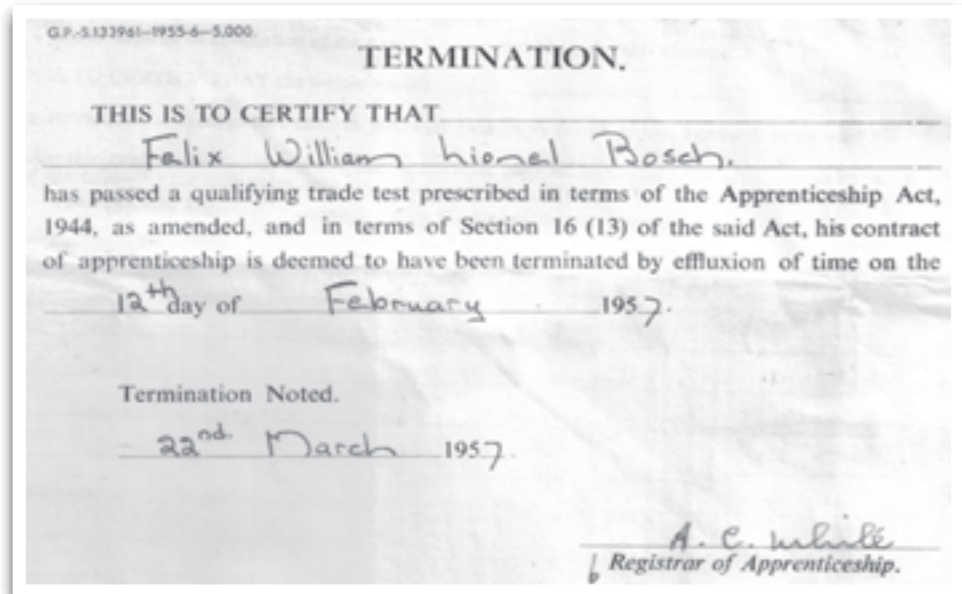 G.P.-S.133961—1955-6—5,000.
TERMINATION.
THIS IS TO CERTIFY THAT
Felix William Lionel Bosch.
has passed a qualifying trade test prescribed in terms of the Apprenticeship Act,
1944, as amended, and in terms of Section 16 (13) of the said Act, his contract
of apprenticeship is deemed to have been terminated by effluxion of time on the
12th day of February 1957.
Termination Noted.
22nd March 1957.
A. C. White
Registrar of Apprenticeship.